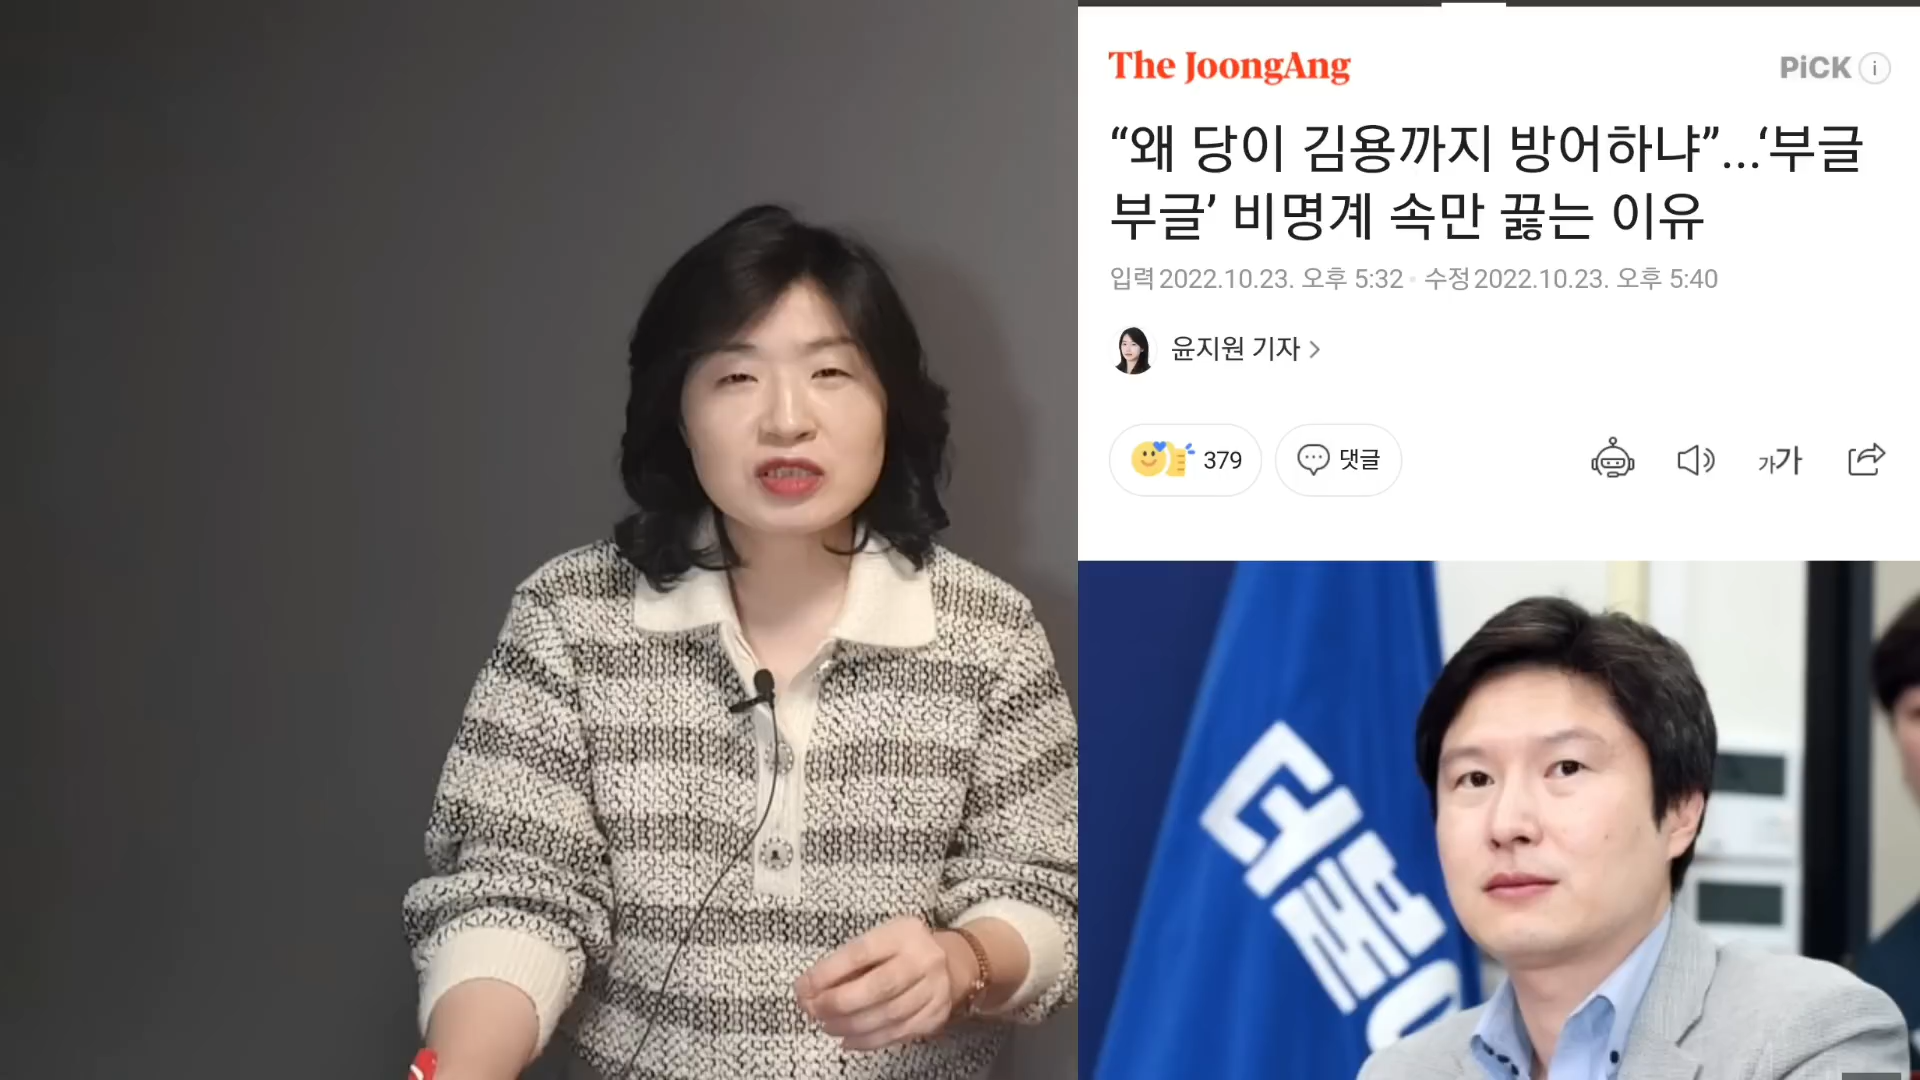 The JoongAng
PiCK i
“왜 당이 김용까지 방어하냐”...‘부글
부글’ 비명계 속만 끓는 이유
입력 2022.10.23. 오후 5:32 · 수정 2022.10.23. 오후 5:40
윤지원 기자 >
379 댓글 가가
더불어